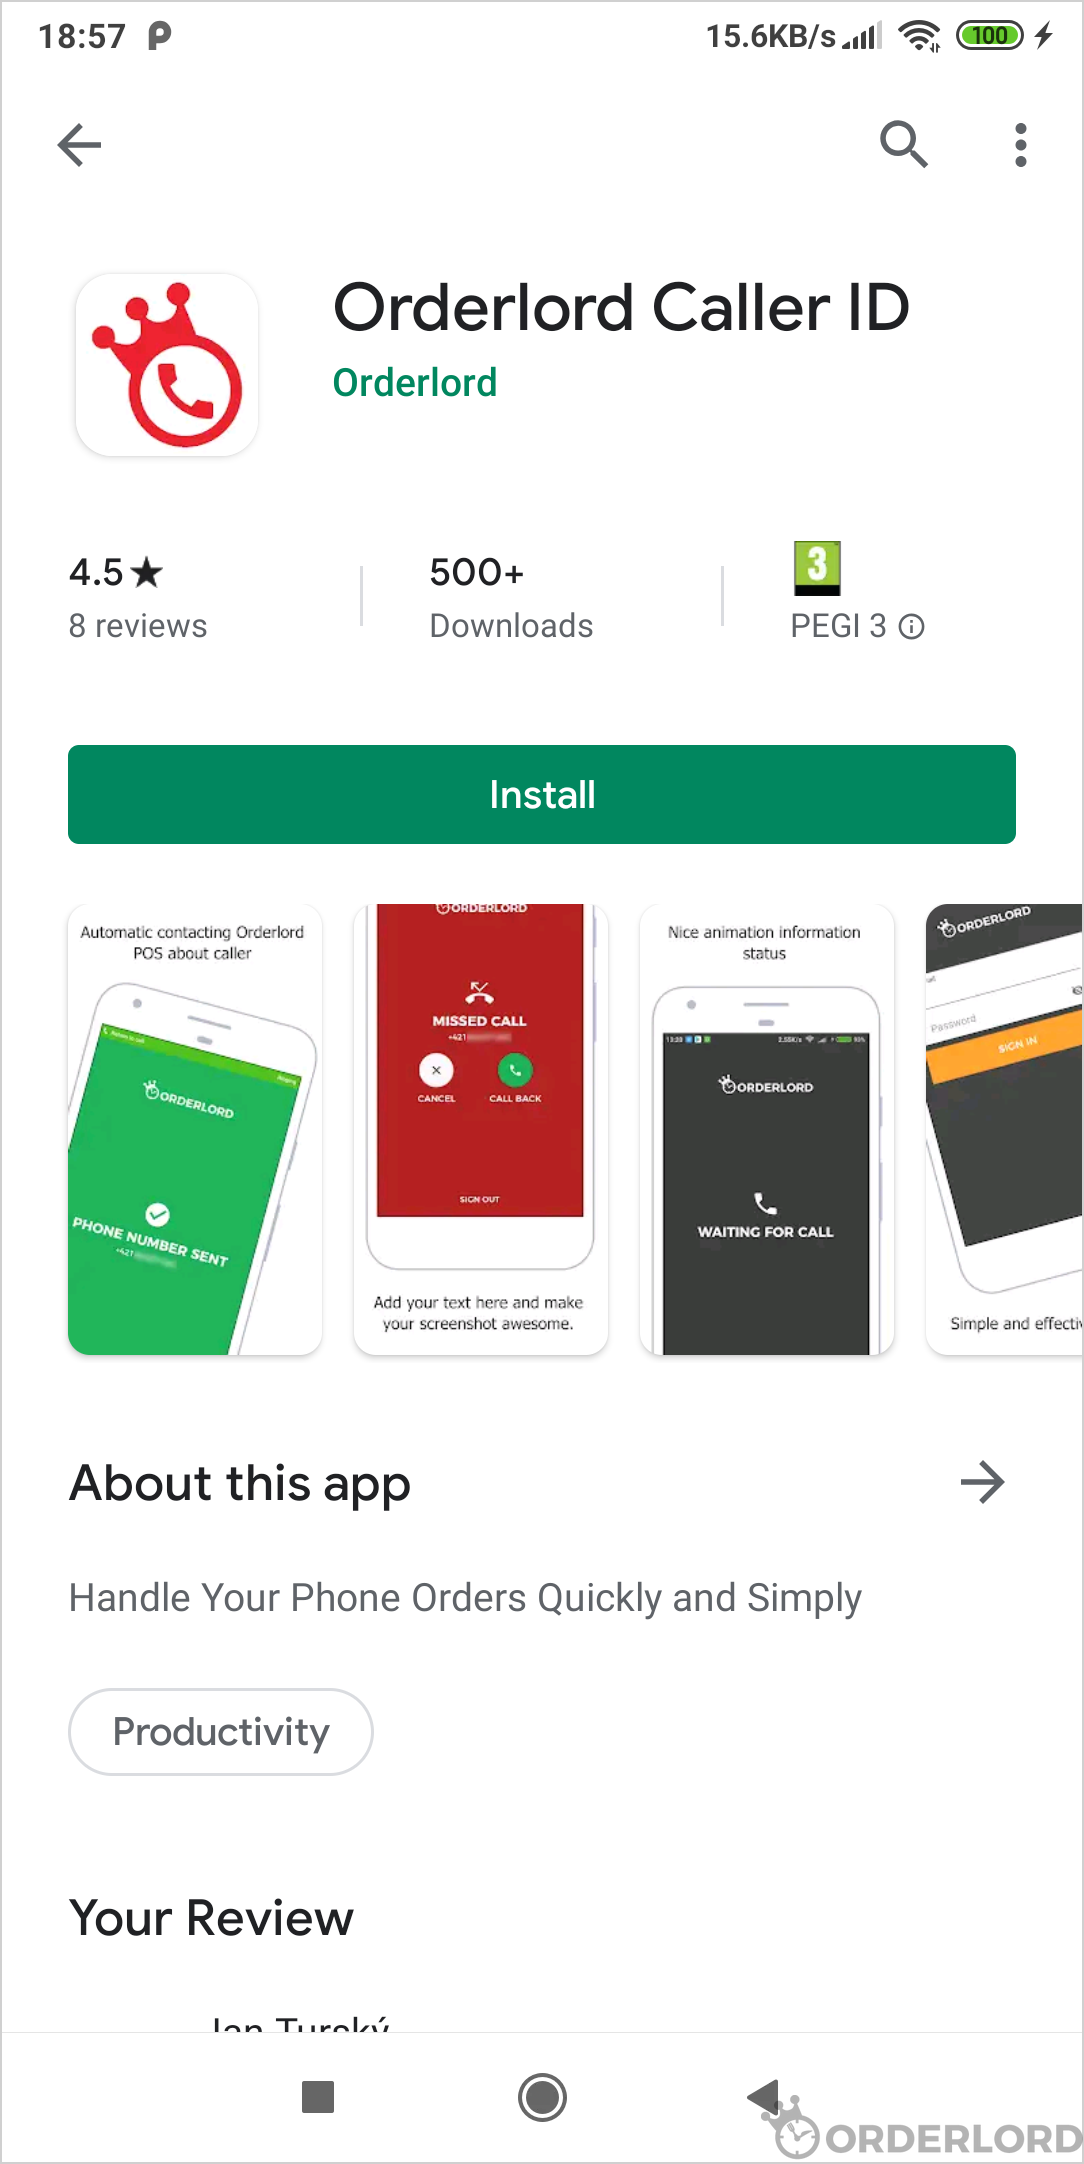 18:57
15.6KB/s
100
Orderlord Caller ID
Orderlord
4.5★
8 reviews
500+
Downloads
3
PEGI 3
Install
Automatic contacting Orderlord
POS about caller
ORDERLORD
PHONE NUMBER SENT
+421
ORDERLORD
MISSED CALL
+421
CANCEL
CALL BACK
SIGN OUT
Add your text here and make
your screenshot awesome.
Nice animation information
status
ORDERLORD
WAITING FOR CALL
ORDERLORD
Password
SIGN IN
Simple and effectiv
About this app
Handle Your Phone Orders Quickly and Simply
Productivity
Your Review
Jan Turský
ORDERLORD